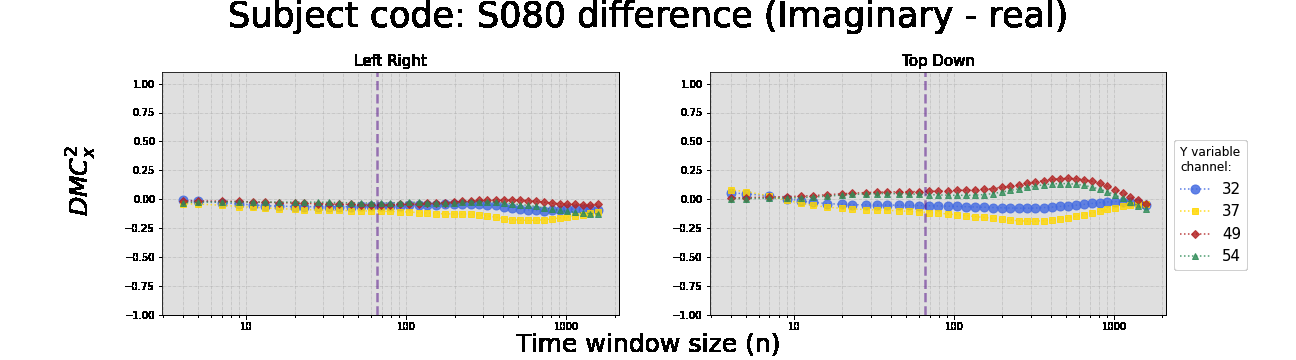 Subject code: S080 difference (Imaginary - real)
Left Right
Top Down
1.00
0.75
0.50
0.25
0.00
−0.25
−0.50
−0.75
−1.00
1.00
0.75
0.50
0.25
0.00
−0.25
−0.50
−0.75
−1.00
DMC²ₓ
10 100 1000
10 100 1000
Time window size (n)
Y variable
channel:
32
37
49
54